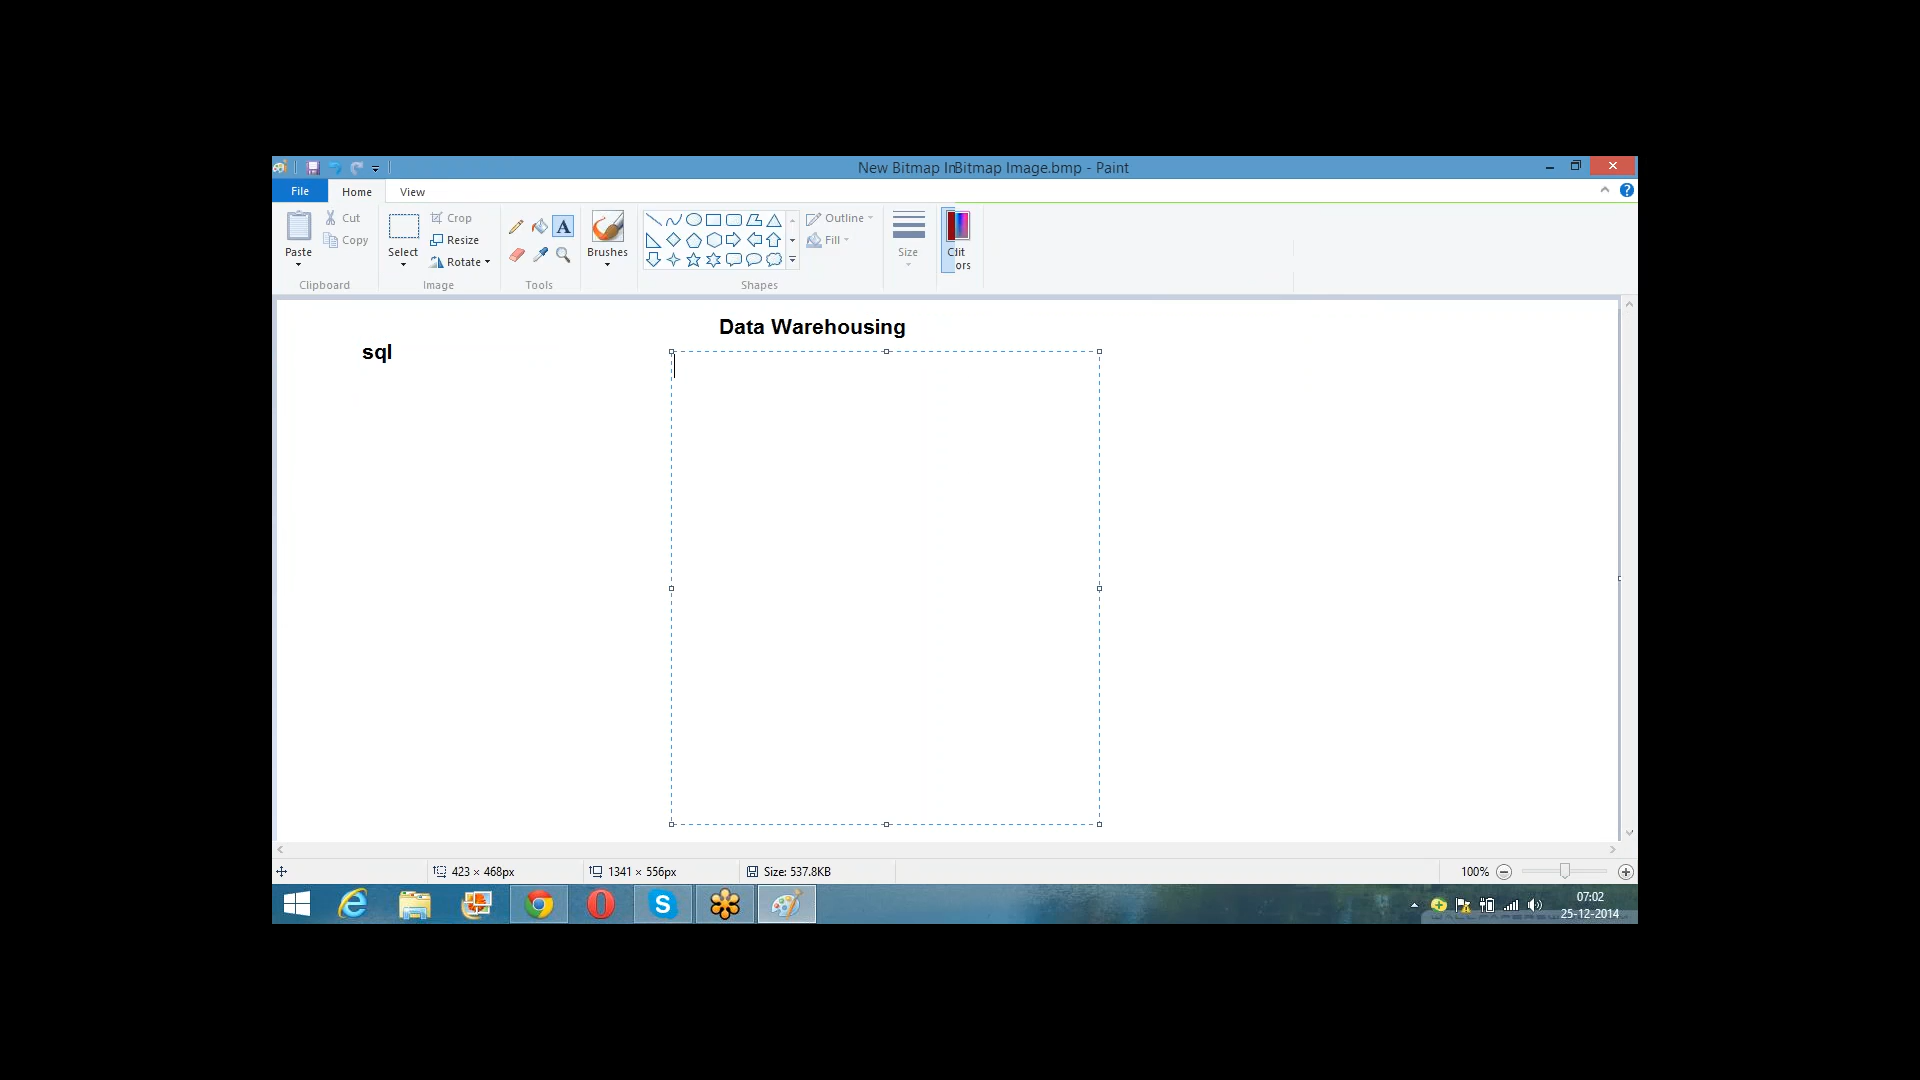 New Bitmap InBitmap Image.bmp - Paint
File Home View
Paste
Cut
Copy
Clipboard
Select
Crop
Resize
Rotate
Image
A
Tools
Brushes
Outline
Fill
Shapes
Size
ors
Data Warehousing
sql
423 × 468px
1341 × 556px
Size: 537.8KB
100%
07:02
25-12-2014